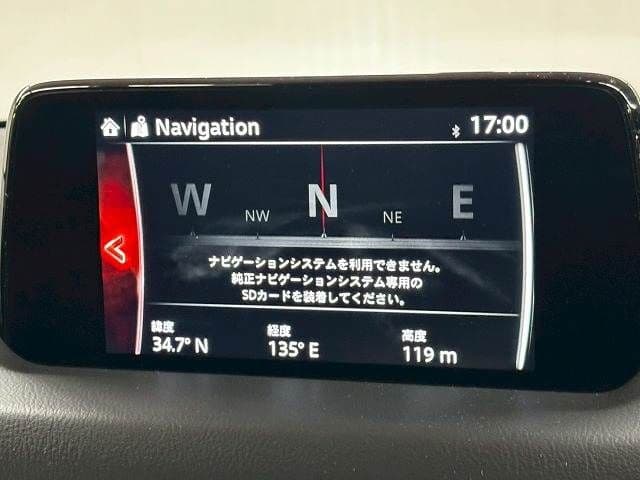 Navigation 17:00
W NW N NE E
ナビゲーションシステムを利用できません。
純正ナビゲーションシステム専用の
SDカードを装着してください。
緯度 経度 高度
34.7° N 135° E 119 m